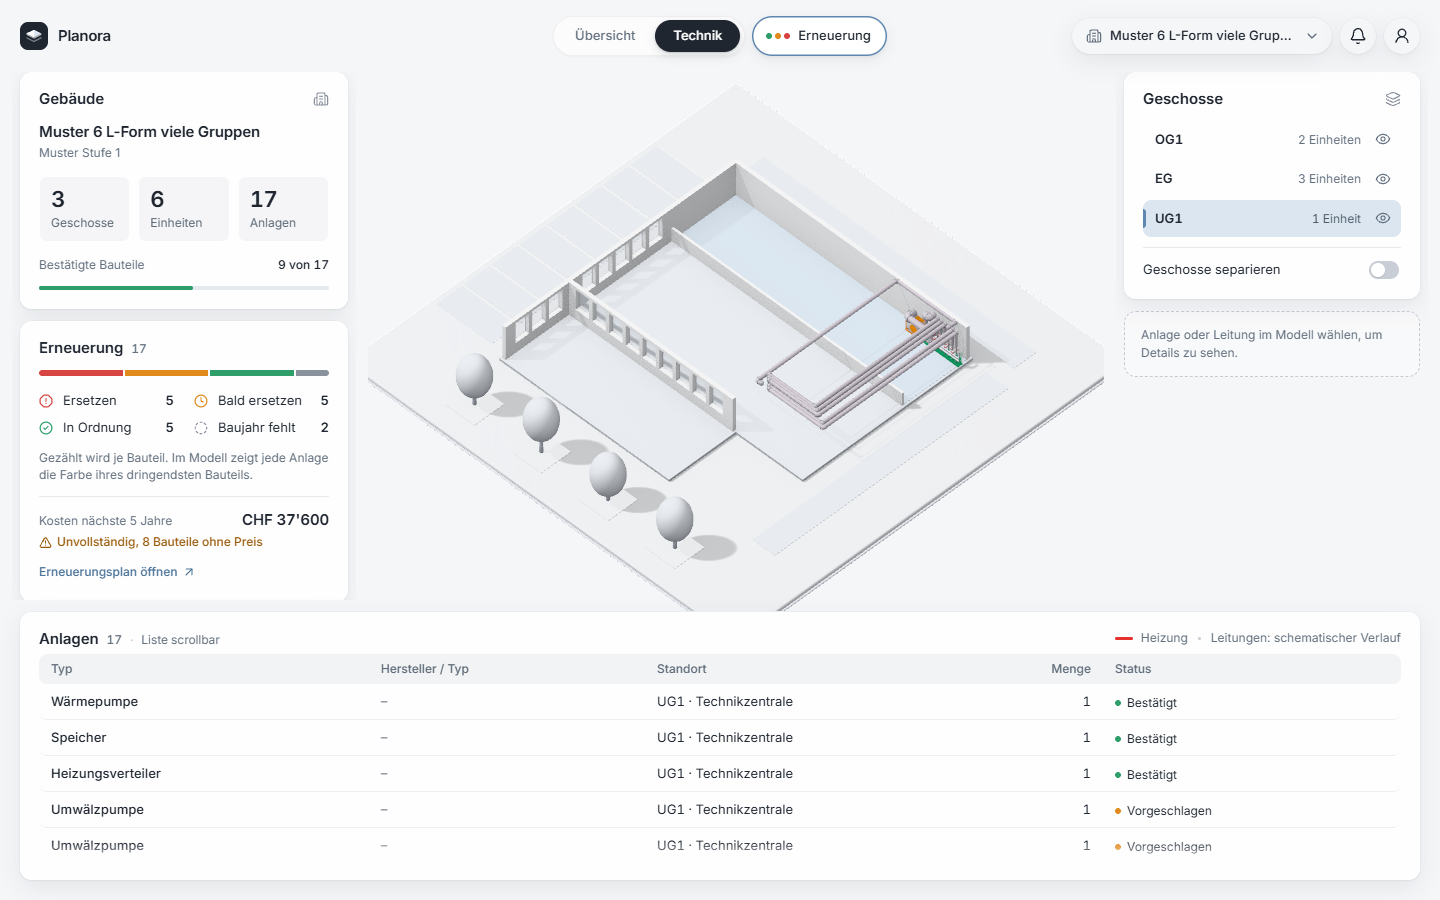 Planora
Übersicht
Technik
Erneuerung
Muster 6 L-Form viele Grup...
Gebäude
Muster 6 L-Form viele Gruppen
Muster Stufe 1
3 Geschosse
6 Einheiten
17 Anlagen
Bestätigte Bauteile 9 von 17
Erneuerung 17
Ersetzen 5
Bald ersetzen 5
In Ordnung 5
Baujahr fehlt 2
Gezählt wird je Bauteil. Im Modell zeigt jede Anlage
die Farbe ihres dringendsten Bauteils.
Kosten nächste 5 Jahre CHF 37'600
Unvollständig, 8 Bauteile ohne Preis
Erneuerungsplan öffnen
Geschosse
OG1 2 Einheiten
EG 3 Einheiten
UG1 1 Einheit
Geschosse separieren
Anlage oder Leitung im Modell wählen, um
Details zu sehen.
Anlagen 17 · Liste scrollbar
Heizung · Leitungen: schematischer Verlauf
Typ Hersteller / Typ Standort Menge Status
Wärmepumpe – UG1 · Technikzentrale 1 Bestätigt
Speicher – UG1 · Technikzentrale 1 Bestätigt
Heizungsverteiler – UG1 · Technikzentrale 1 Bestätigt
Umwälzpumpe – UG1 · Technikzentrale 1 Vorgeschlagen
Umwälzpumpe – UG1 · Technikzentrale 1 Vorgeschlagen